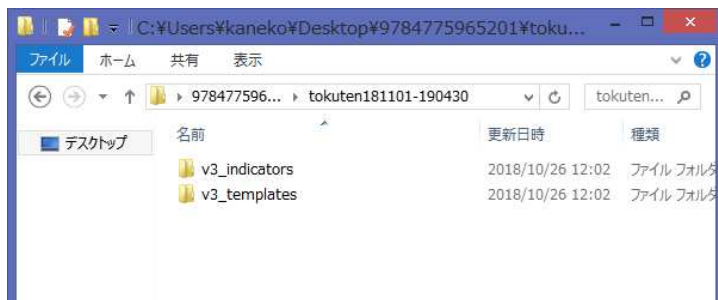 C:¥Users¥kaneko¥Desktop¥9784775965201¥toku...
ファイル ホーム 共有 表示
978477596... tokuten181101-190430 tokuten...
デスクトップ
名前 更新日時 種類
v3_indicators 2018/10/26 12:02 ファイル フォルダ
v3_templates 2018/10/26 12:02 ファイル フォルダ